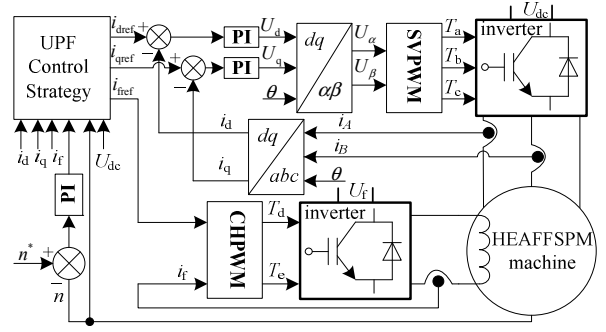 UPF
Control
Strategy
i_dref
i_qref
i_fref
+
−
+
−
PI
PI
U_d
U_q
θ
dq
αβ
U_α
U_β
SVPWM
T_a
T_b
T_c
U_dc
inverter
i_d
i_q
dq
abc
i_A
i_B
θ
i_d i_q i_f
U_dc
PI
n*
+
−
n
i_f
CHPWM
T_d
T_e
U_f
inverter
HEAFFSPM
machine